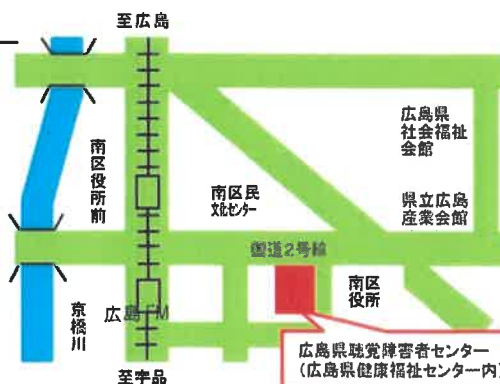 至広島
広島県
社会福祉
会館
南区役所前
南区民
文化センター
県立広島
産業会館
国道2号線
南区
役所
京橋川
広島FM
広島県聴覚障害者センター
(広島県健康福祉センター内)
至宇品